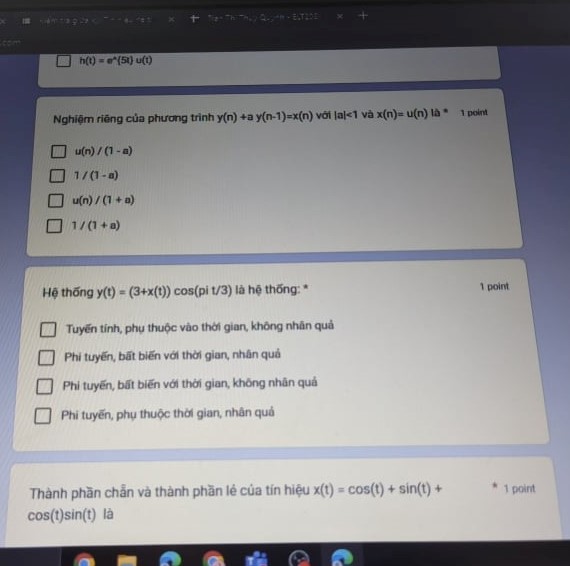 .com
h(t) = e^(5t) u(t)
Nghiệm riêng của phương trình y(n) +a y(n-1)=x(n) với |a|<1 và x(n)= u(n) là * 1 point
u(n) / (1 - a)
1 / (1 - a)
u(n) / (1 + a)
1 / (1 + a)
Hệ thống y(t) = (3+x(t)) cos(pi t/3) là hệ thống: * 1 point
Tuyến tính, phụ thuộc vào thời gian, không nhân quả
Phi tuyến, bất biến với thời gian, nhân quả
Phi tuyến, bất biến với thời gian, không nhân quả
Phi tuyến, phụ thuộc thời gian, nhân quả
Thành phần chẵn và thành phần lẻ của tín hiệu x(t) = cos(t) + sin(t) + * 1 point
cos(t)sin(t) là